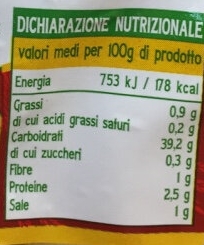 DICHIARAZIONE NUTRIZIONALE
valori medi per 100g di prodotto
Energia 753 kJ / 178 kcal
Grassi 0,9 g
di cui acidi grassi saturi 0,2 g
Carboidrati 39,2 g
di cui zuccheri 0,3 g
Fibre 1 g
Proteine 2,5 g
Sale 1 g